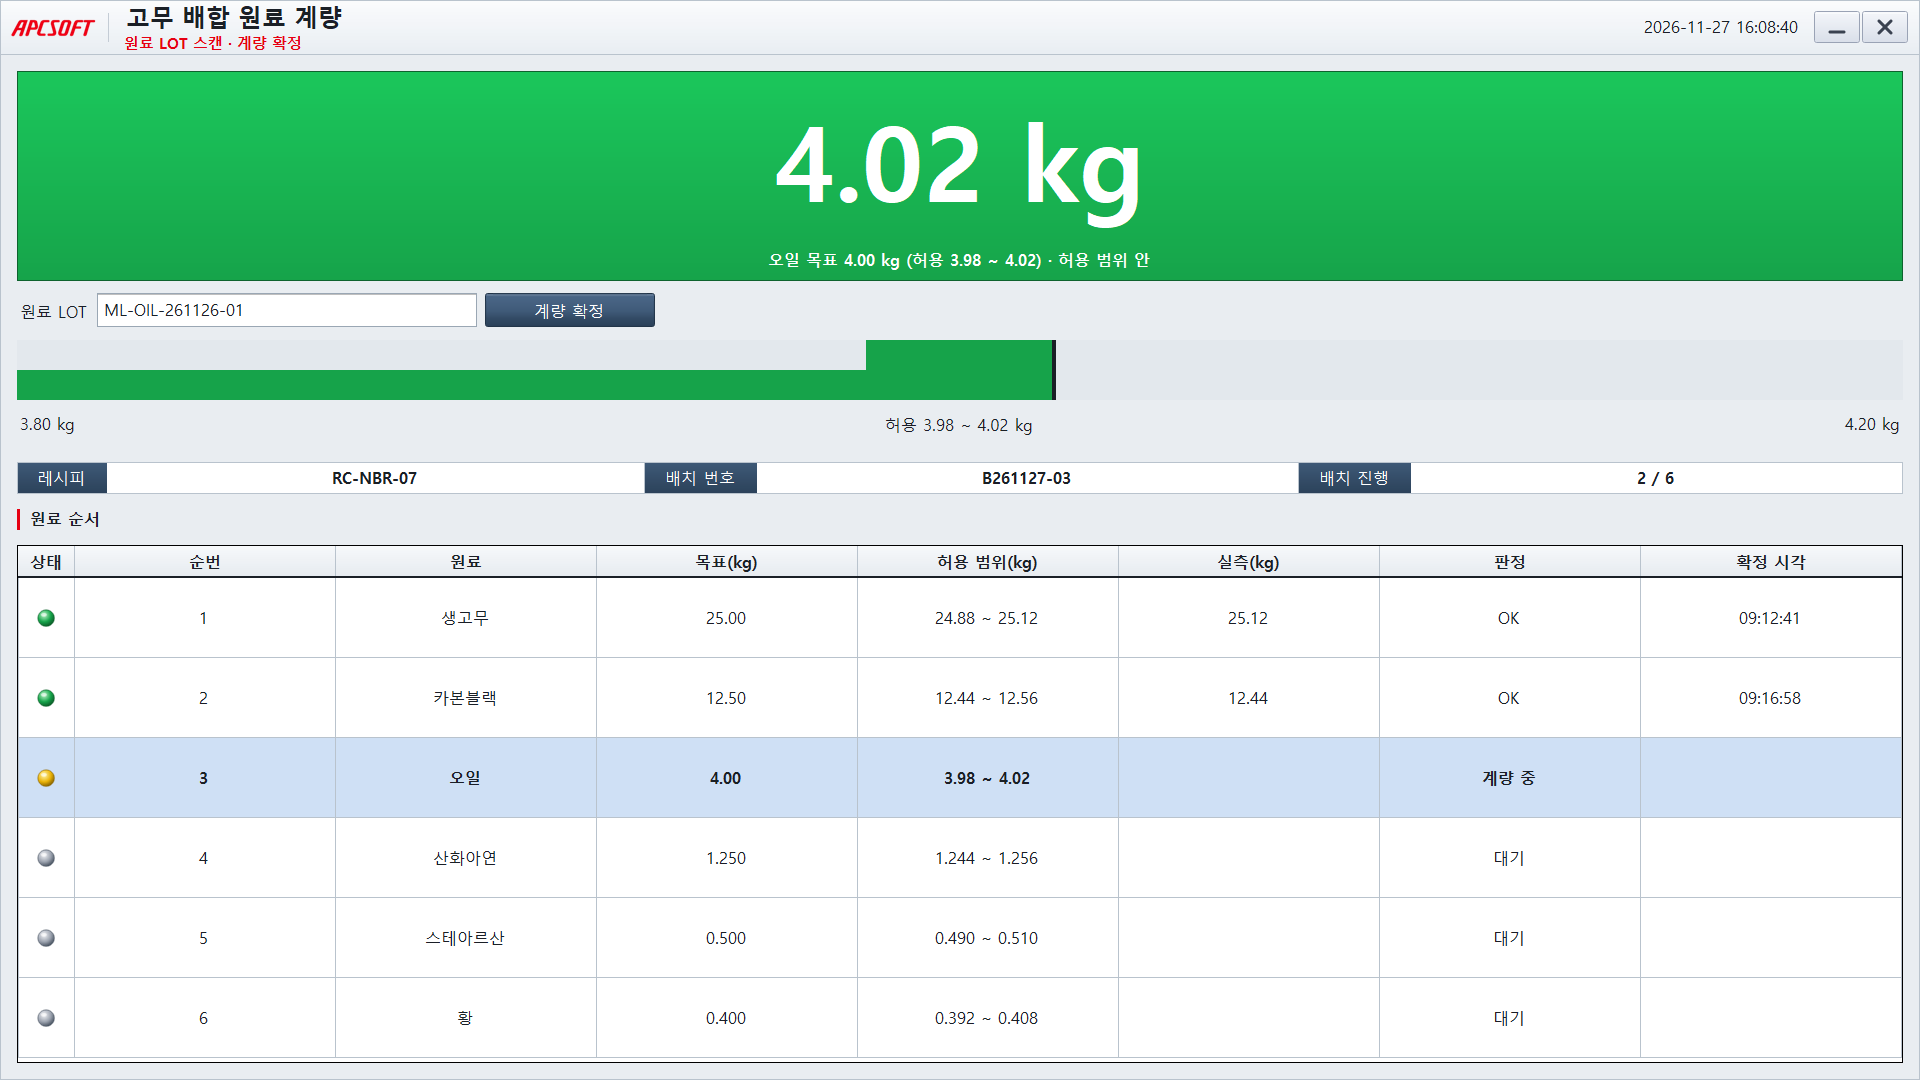 APCSOFT
고무 배합 원료 계량
원료 LOT 스캔 · 계량 확정
2026-11-27 16:08:40
4.02 kg
오일 목표 4.00 kg (허용 3.98 ~ 4.02) · 허용 범위 안
원료 LOT ML-OIL-261126-01 계량 확정
3.80 kg 허용 3.98 ~ 4.02 kg 4.20 kg
레시피 RC-NBR-07 배치 번호 B261127-03 배치 진행 2 / 6
원료 순서
상태 순번 원료 목표(kg) 허용 범위(kg) 실측(kg) 판정 확정 시각
1 생고무 25.00 24.88 ~ 25.12 25.12 OK 09:12:41
2 카본블랙 12.50 12.44 ~ 12.56 12.44 OK 09:16:58
3 오일 4.00 3.98 ~ 4.02 계량 중
4 산화아연 1.250 1.244 ~ 1.256 대기
5 스테아르산 0.500 0.490 ~ 0.510 대기
6 황 0.400 0.392 ~ 0.408 대기